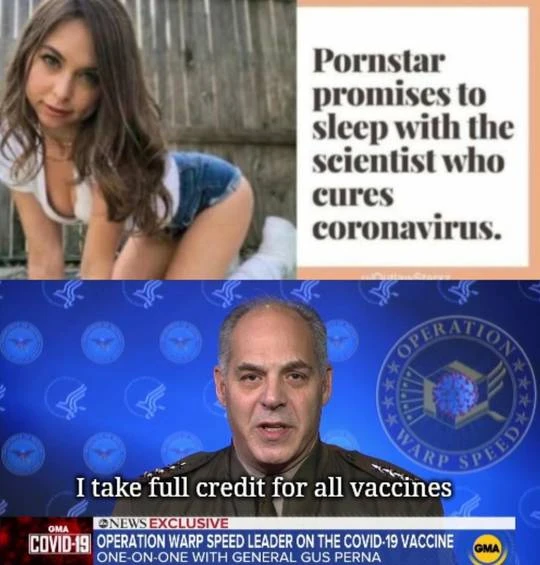 Pornstar
promises to
sleep with the
scientist who
cures
coronavirus.
OPERATION
WARP SPEED
I take full credit for all vaccines
GMA
COVID-19
abc NEWS EXCLUSIVE
OPERATION WARP SPEED LEADER ON THE COVID-19 VACCINE
ONE-ON-ONE WITH GENERAL GUS PERNA
GMA